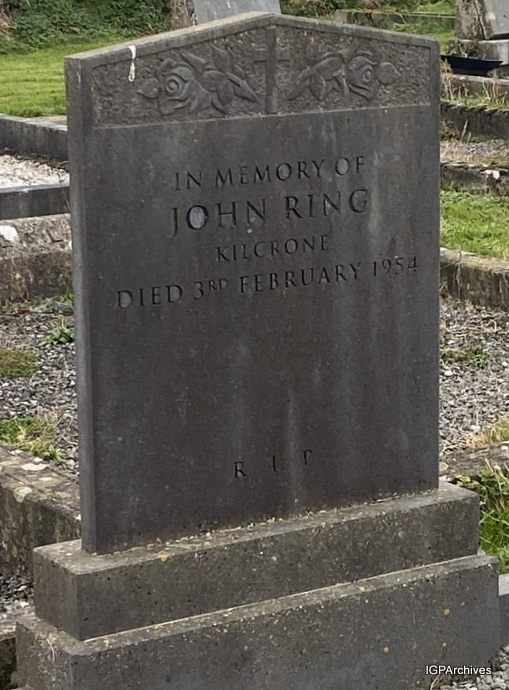 IN MEMORY OF
JOHN RING
KILCRONE
DIED 3RD FEBRUARY 1954
R I P
IGPArchives